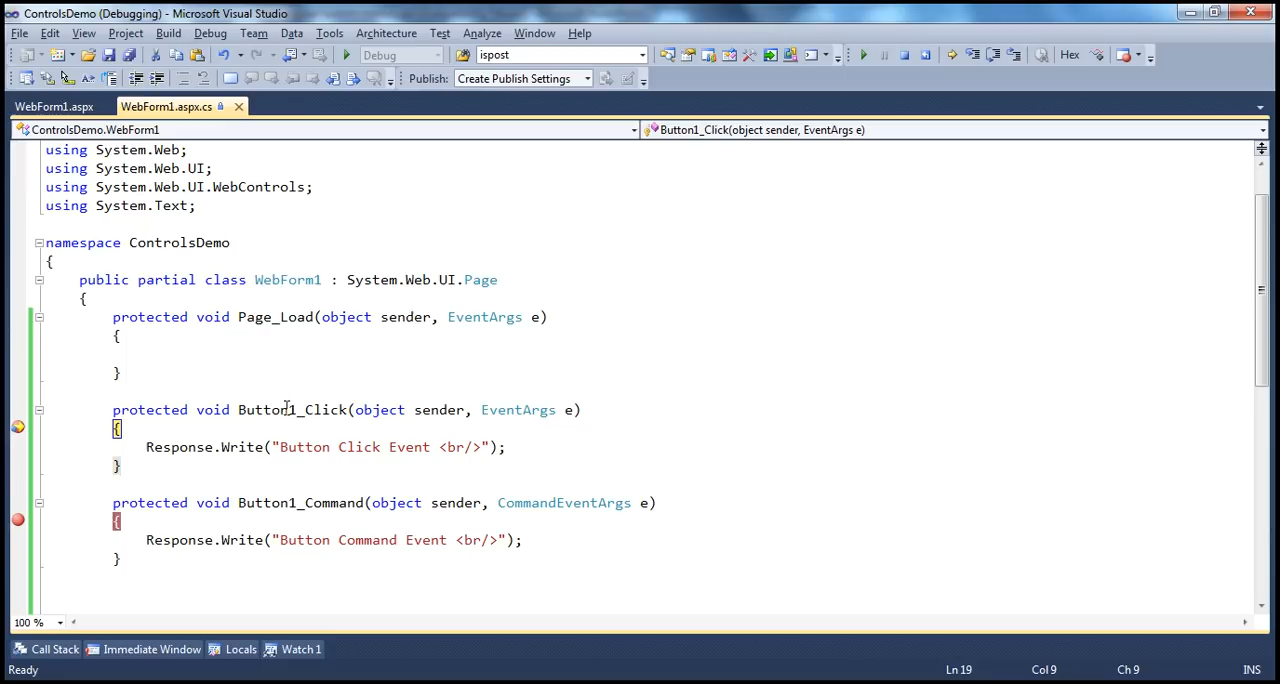 ControlsDemo (Debugging) - Microsoft Visual Studio
File Edit View Project Build Debug Team Data Tools Architecture Test Analyze Window Help
Debug ispost Hex
Publish: Create Publish Settings
WebForm1.aspx WebForm1.aspx.cs
ControlsDemo.WebForm1 Button1_Click(object sender, EventArgs e)
using System.Web;
using System.Web.UI;
using System.Web.UI.WebControls;
using System.Text;
namespace ControlsDemo
{
public partial class WebForm1 : System.Web.UI.Page
{
protected void Page_Load(object sender, EventArgs e)
{
}
protected void Button1_Click(object sender, EventArgs e)
{
Response.Write("Button Click Event <br/>");
}
protected void Button1_Command(object sender, CommandEventArgs e)
{
Response.Write("Button Command Event <br/>");
}
100 %
Call Stack Immediate Window Locals Watch 1
Ready Ln 19 Col 9 Ch 9 INS